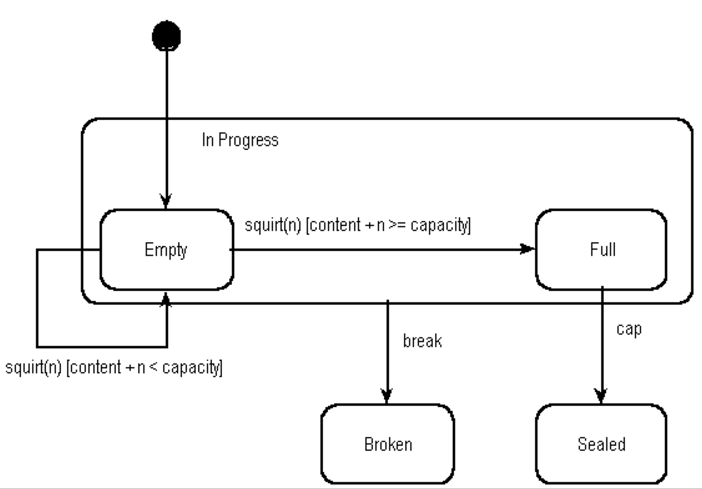 In Progress
squirt(n) [content + n >= capacity]
Empty
Full
cap
break
squirt(n) [content + n < capacity]
Broken
Sealed